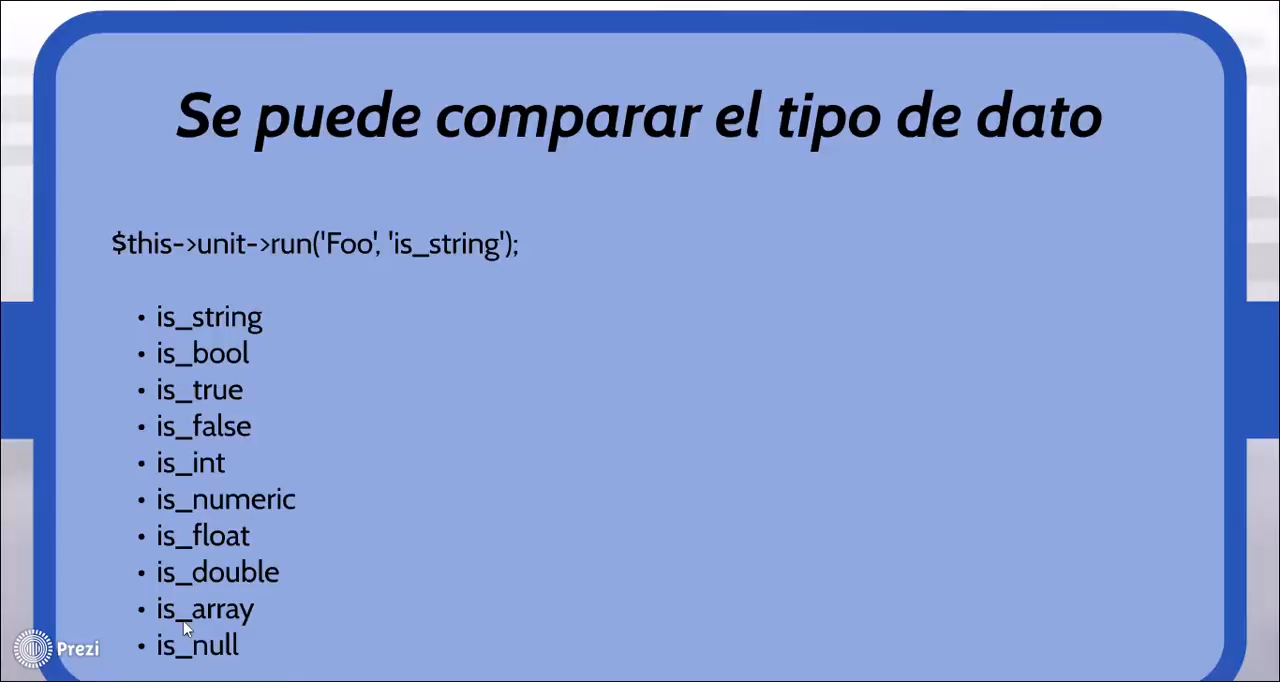 Se puede comparar el tipo de dato
$this->unit->run('Foo', 'is_string');
• is_string
• is_bool
• is_true
• is_false
• is_int
• is_numeric
• is_float
• is_double
• is_array
• is_null
Prezi